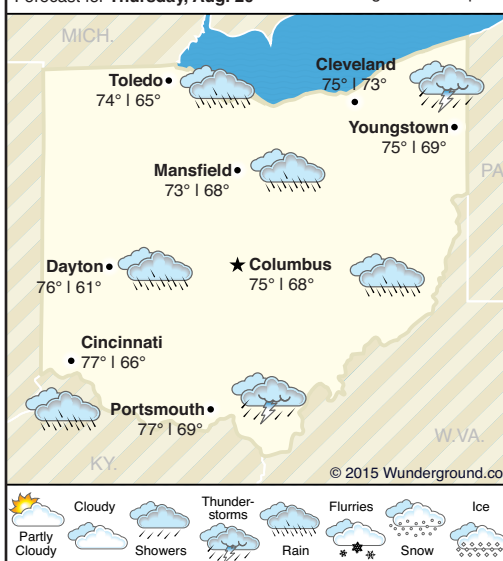 Forecast for Thursday, Aug. 20
MICH.
Cleveland
75° | 73°
Toledo
74° | 65°
Youngstown
75° | 69°
PA
Mansfield
73° | 68°
Dayton
76° | 61°
Columbus
75° | 68°
Cincinnati
77° | 66°
Portsmouth
77° | 69°
W.VA.
KY.
© 2015 Wunderground.co
Partly
Cloudy
Cloudy
Showers
Thunder-
storms
Rain
Flurries
Snow
Ice